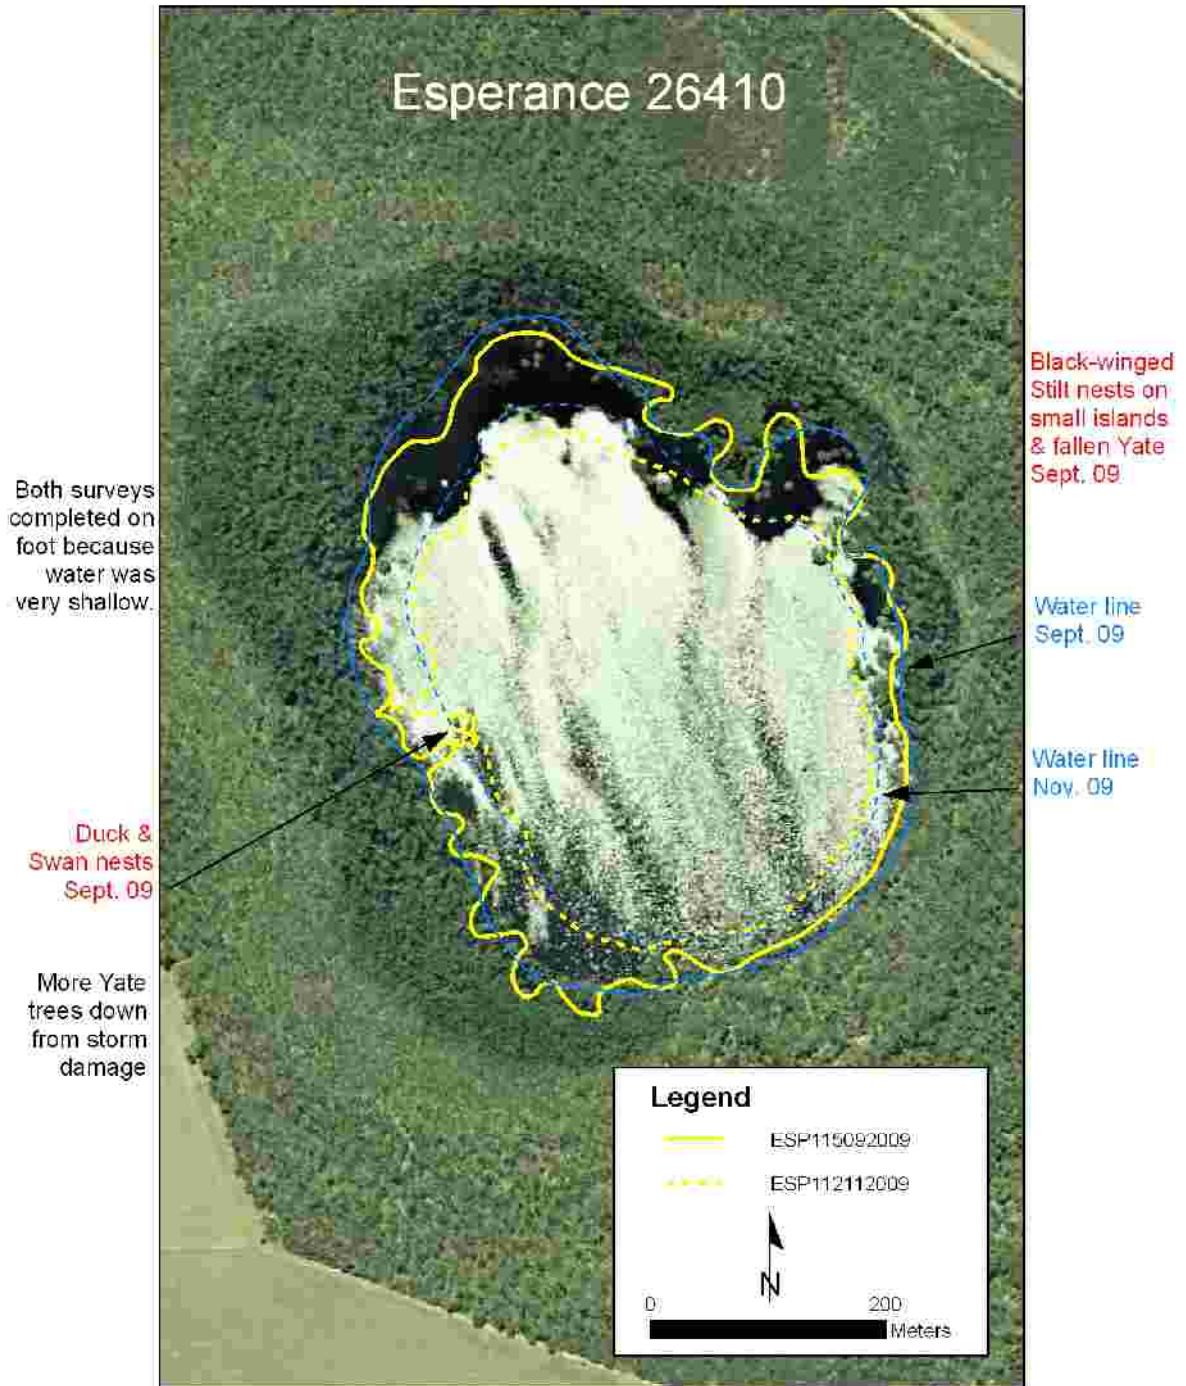 Esperance 26410
Black-winged
Stilt nests on
small islands
& fallen Yate
Sept. 09
Both surveys
completed on
foot because
water was
very shallow.
Water line
Sept. 09
Water line
Nov. 09
Duck &
Swan nests
Sept. 09
More Yate
trees down
from storm
damage
Legend
ESP115092009
ESP112112009
N
0
200
Meters